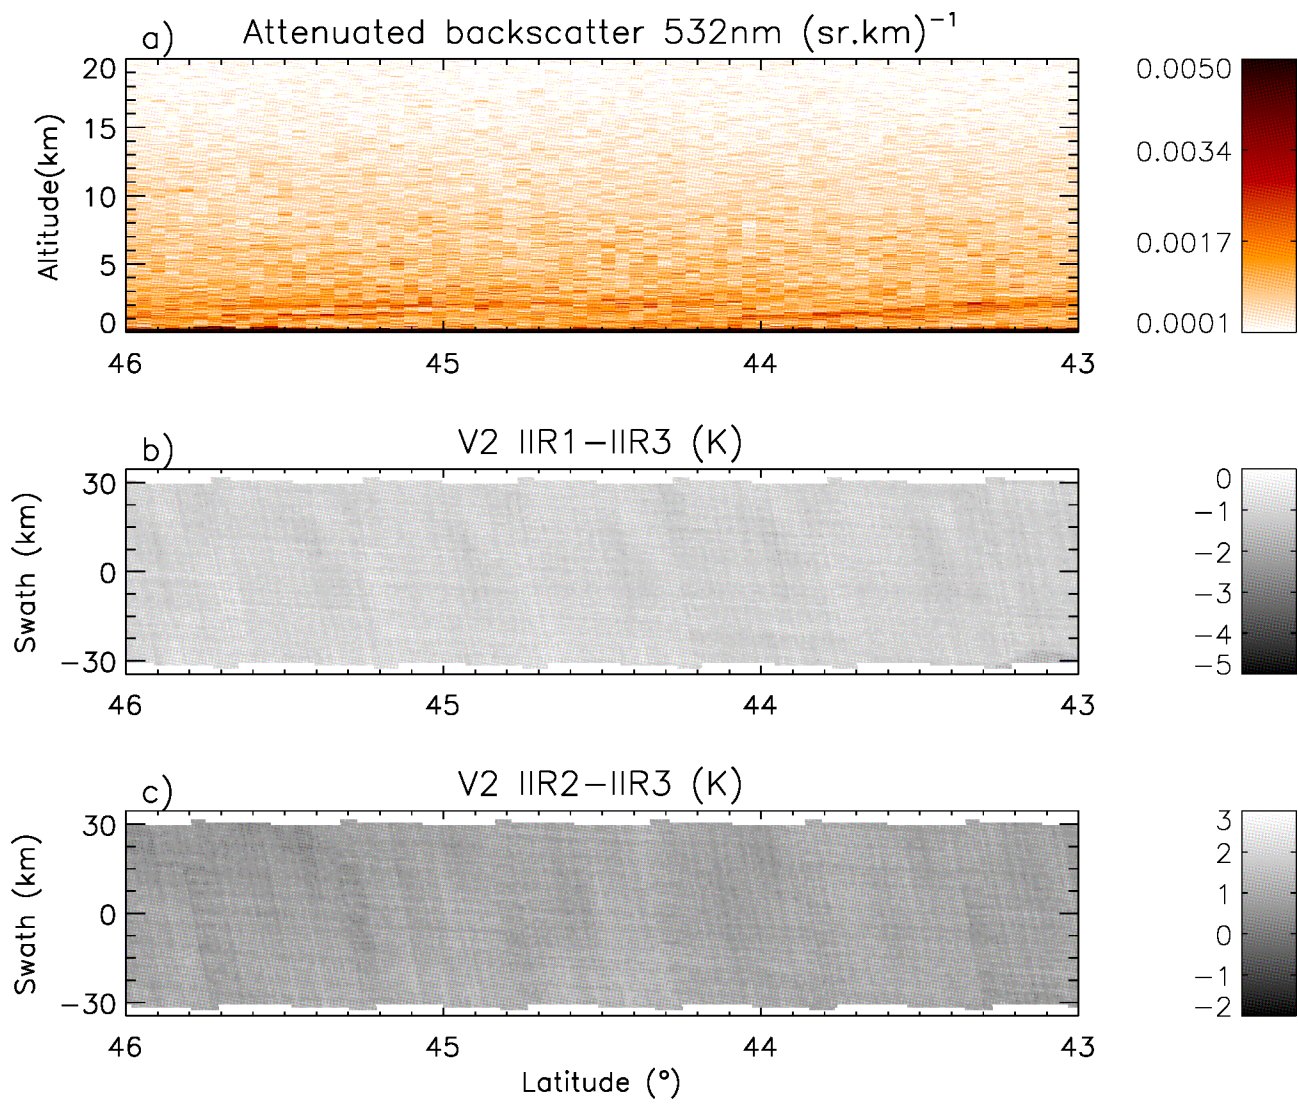 a) Attenuated backscatter 532nm (sr.km)⁻¹
20
15
10
5
0
Altitude(km)
46 45 44 43
0.0050
0.0034
0.0017
0.0001
b) V2 IIR1−IIR3 (K)
30
0
−30
Swath (km)
46 45 44 43
0
−1
−2
−3
−4
−5
c) V2 IIR2−IIR3 (K)
30
0
−30
Swath (km)
46 45 44 43
Latitude (°)
3
2
1
0
−1
−2